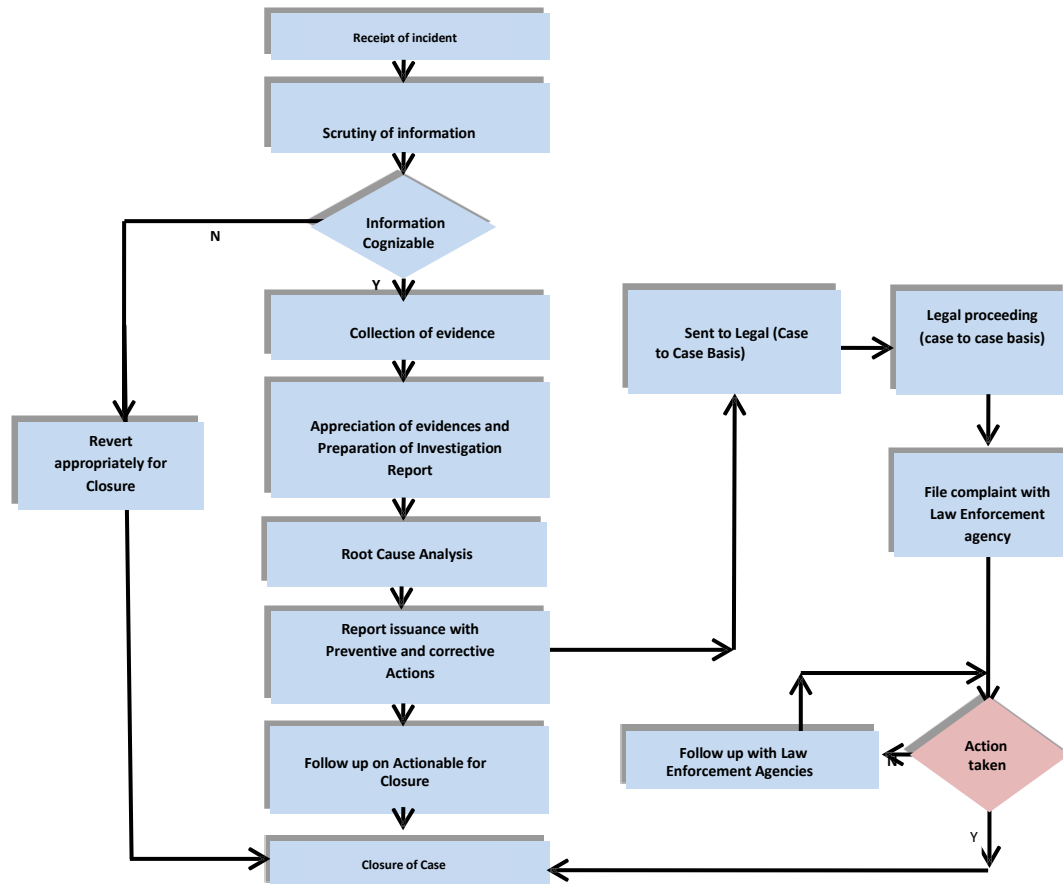 Receipt of incident
Scrutiny of information
Information
Cognizable
N
Y
Collection of evidence
Appreciation of evidences and
Preparation of Investigation
Report
Revert
appropriately for
Closure
Root Cause Analysis
Report issuance with
Preventive and corrective
Actions
Follow up on Actionable for
Closure
Closure of Case
Sent to Legal (Case
to Case Basis)
Legal proceeding
(case to case basis)
File complaint with
Law Enforcement
agency
Action
taken
N
Follow up with Law
Enforcement Agencies
Y